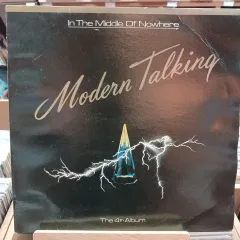 In The Middle Of Nowhere
Modern Talking
The 4th Album